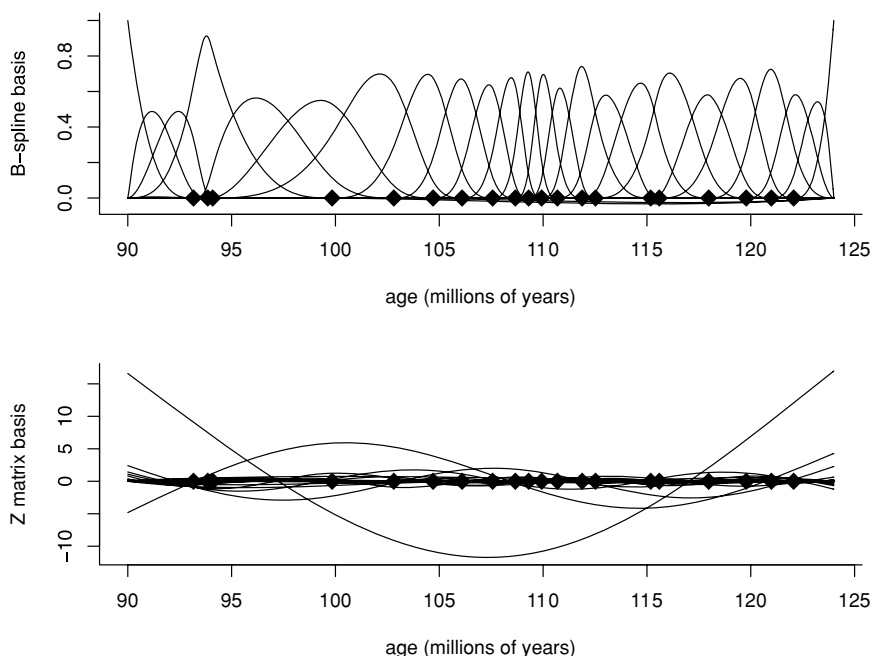 B−spline basis
0.8
0.4
0.0
90 95 100 105 110 115 120 125
age (millions of years)
Z matrix basis
10
5
0
−10
90 95 100 105 110 115 120 125
age (millions of years)